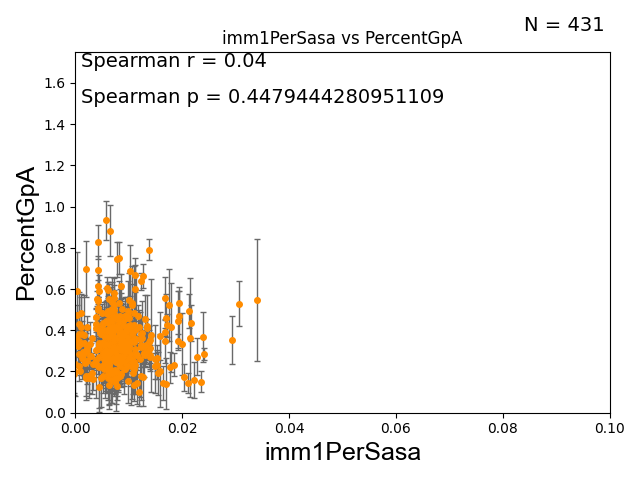 N = 431
imm1PerSasa vs PercentGpA
Spearman r = 0.04
Spearman p = 0.4479444280951109
PercentGpA
1.6
1.4
1.2
1.0
0.8
0.6
0.4
0.2
0.0
0.00 0.02 0.04 0.06 0.08 0.10
imm1PerSasa